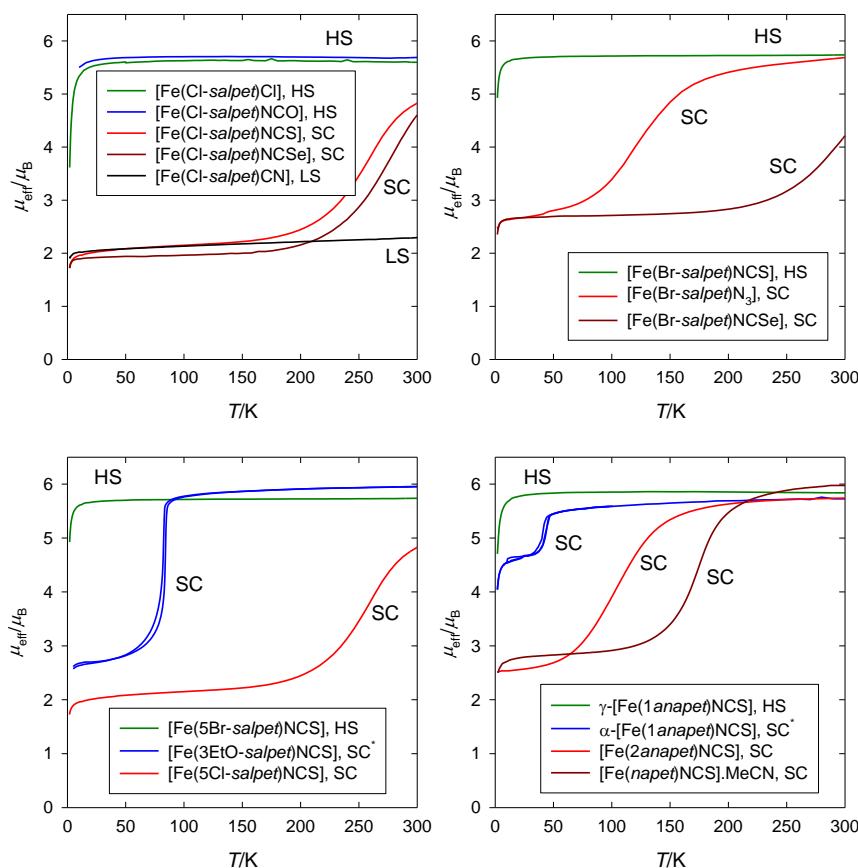 HS
[Fe(Cl-salpet)Cl], HS
[Fe(Cl-salpet)NCO], HS
[Fe(Cl-salpet)NCS], SC
[Fe(Cl-salpet)NCSe], SC
[Fe(Cl-salpet)CN], LS
SC
LS
μeff/μB
0
1
2
3
4
5
6
0 50 100 150 200 250 300
T/K
HS
SC
SC
[Fe(Br-salpet)NCS], HS
[Fe(Br-salpet)N3], SC
[Fe(Br-salpet)NCSe], SC
μeff/μB
0
1
2
3
4
5
6
0 50 100 150 200 250 300
T/K
HS
SC
SC
[Fe(5Br-salpet)NCS], HS
[Fe(3EtO-salpet)NCS], SC*
[Fe(5Cl-salpet)NCS], SC
μeff/μB
0
1
2
3
4
5
6
0 50 100 150 200 250 300
T/K
HS
SC
SC
SC
γ-[Fe(1anapet)NCS], HS
α-[Fe(1anapet)NCS], SC*
[Fe(2anapet)NCS], SC
[Fe(napet)NCS].MeCN, SC
μeff/μB
0
1
2
3
4
5
6
0 50 100 150 200 250 300
T/K